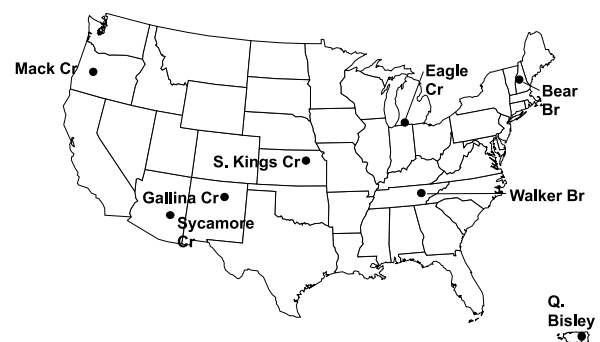 Mack Cr
Eagle
Cr
Bear
Br
S. Kings Cr
Gallina Cr
Sycamore
Cr
Walker Br
Q.
Bisley